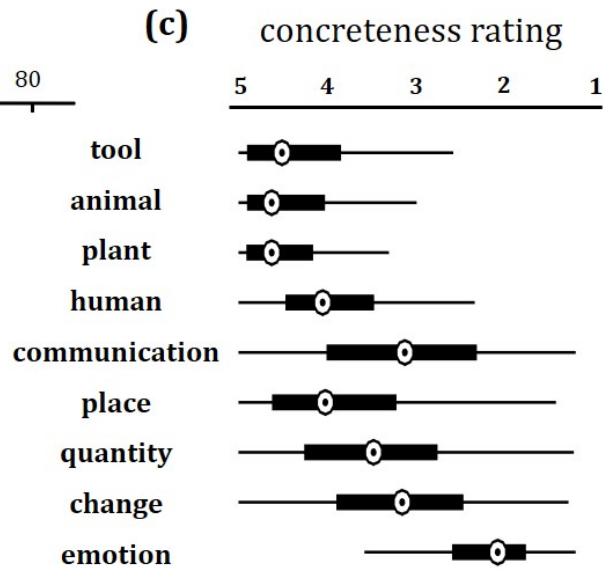 (c) concreteness rating
80
5 4 3 2 1
tool
animal
plant
human
communication
place
quantity
change
emotion